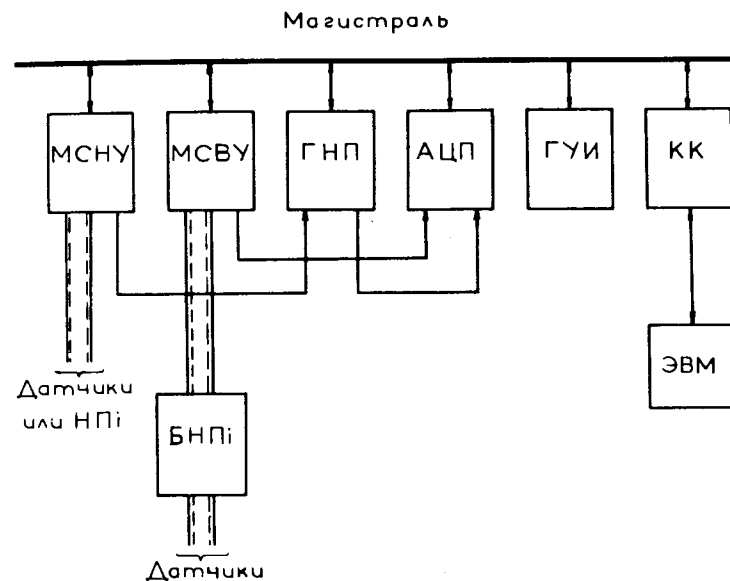 Магистраль
МСНУ
МСВУ
ГНП
АЦП
ГУИ
КК
ЭВМ
Датчики
или НПi
БНПi
Датчики